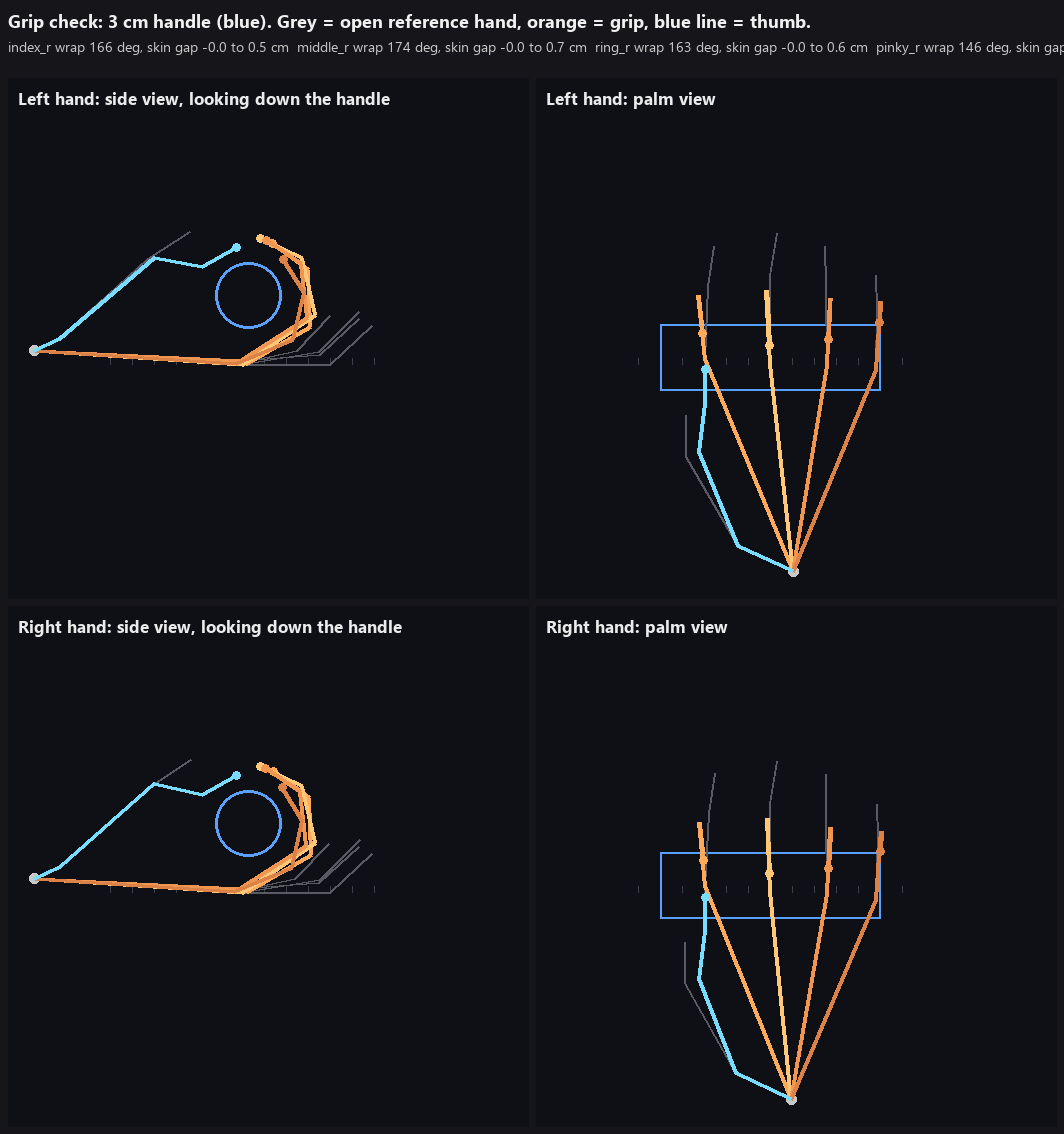 Grip check: 3 cm handle (blue). Grey = open reference hand, orange = grip, blue line = thumb.
index_r wrap 166 deg, skin gap -0.0 to 0.5 cm  middle_r wrap 174 deg, skin gap -0.0 to 0.7 cm  ring_r wrap 163 deg, skin gap -0.0 to 0.6 cm  pinky_r wrap 146 deg, skin gap
Left hand: side view, looking down the handle
Left hand: palm view
Right hand: side view, looking down the handle
Right hand: palm view